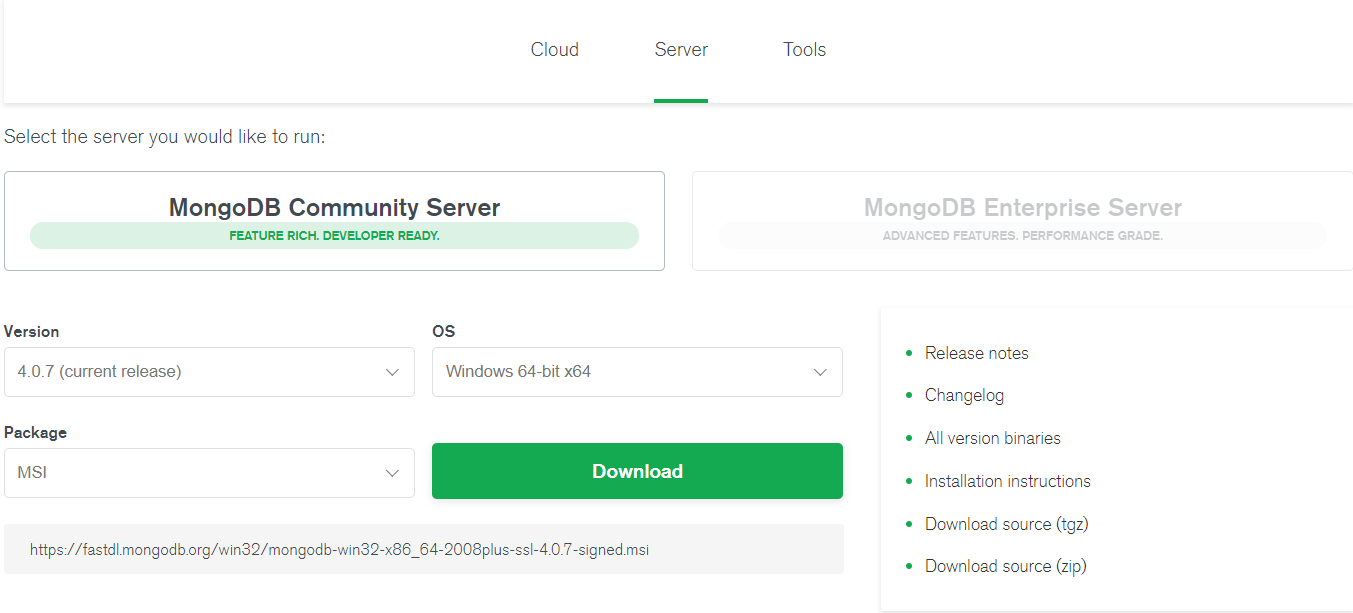 Cloud Server Tools
Select the server you would like to run:
MongoDB Community Server
FEATURE RICH. DEVELOPER READY.
MongoDB Enterprise Server
ADVANCED FEATURES. PERFORMANCE GRADE.
Version
4.0.7 (current release)
OS
Windows 64-bit x64
Package
MSI
Download
https://fastdl.mongodb.org/win32/mongodb-win32-x86_64-2008plus-ssl-4.0.7-signed.msi
Release notes
Changelog
All version binaries
Installation instructions
Download source (tgz)
Download source (zip)